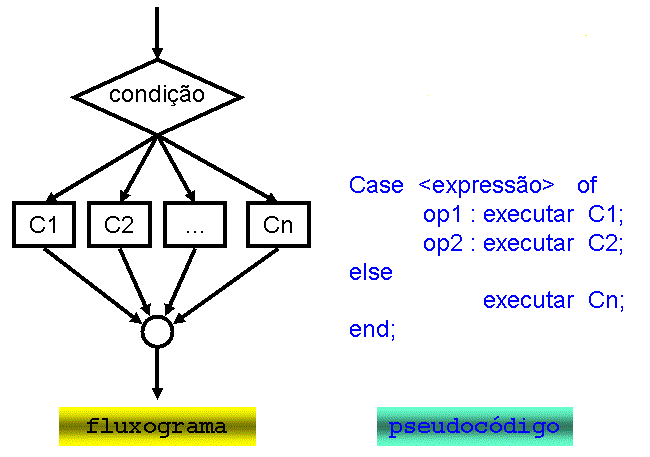 condição
C1 C2 ... Cn
Case <expressão> of
op1 : executar C1;
op2 : executar C2;
else
executar Cn;
end;
fluxograma
pseudocódigo